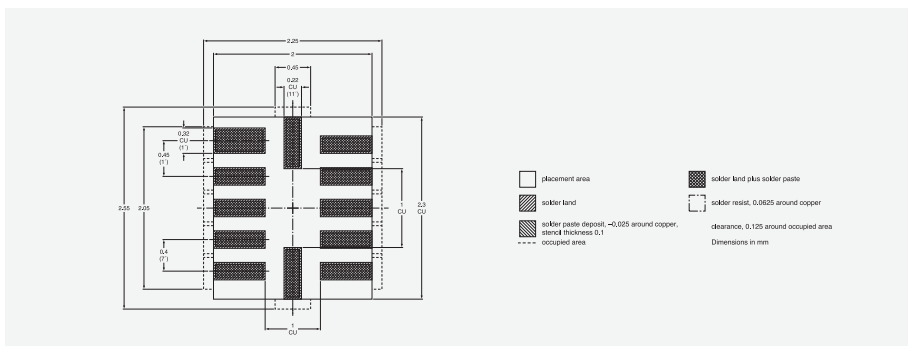 2.25
2
0.45
0.22
CU
(11´)
0.32
CU
(1´)
0.45
(1´)
2.55
2.05
1
CU
2.3
CU
0.4
(7´)
1
CU
placement area
solder land
solder paste deposit, –0.025 around copper,
stencil thickness 0.1
occupied area
solder land plus solder paste
solder resist, 0.0625 around copper
clearance, 0.125 around occupied area
Dimensions in mm